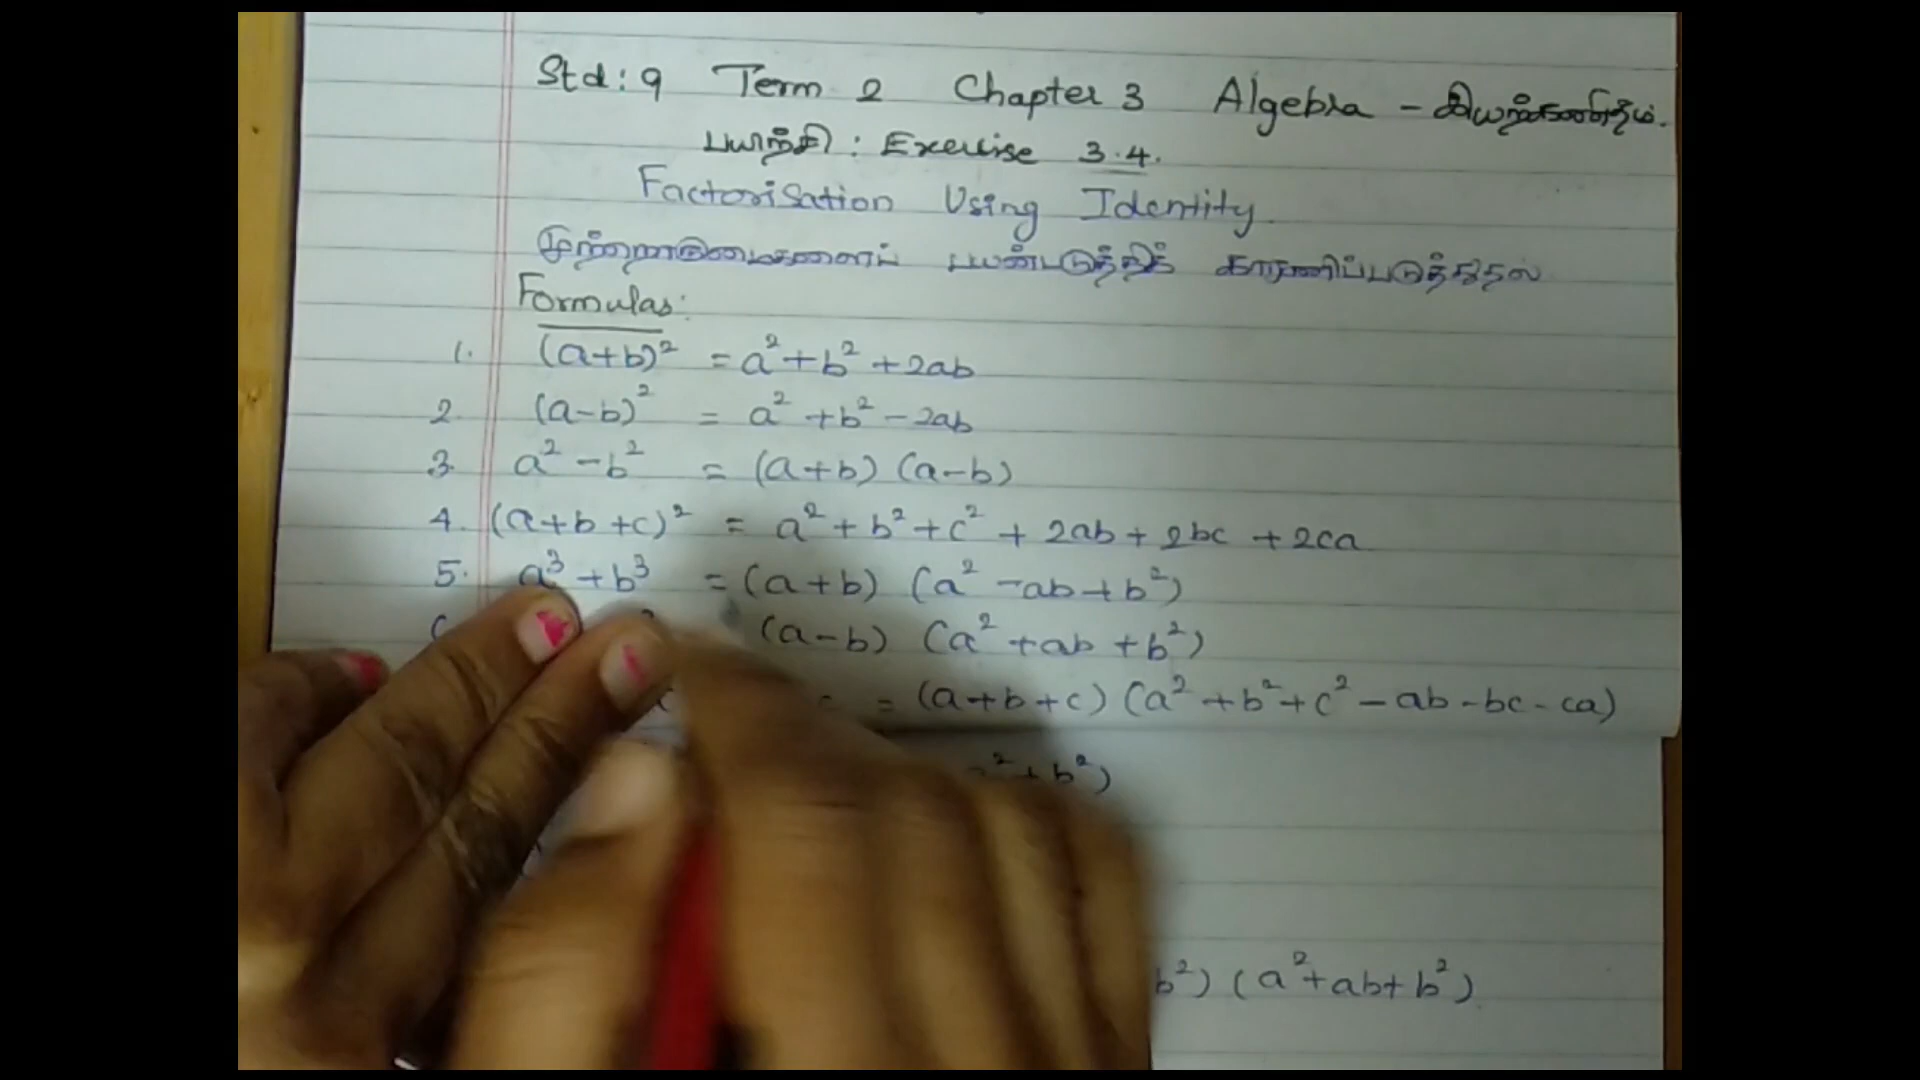 Std: 9 Term 2 Chapter 3 Algebra - இயற்கணிதம்.
பயிற்சி : Exercise 3.4.
Factorisation Using Identity
முற்றொருமைகளைப் பயன்படுத்திக் காரணிப்படுத்துதல்
Formulas:
1. (a+b)² = a² + b² + 2ab
2. (a-b)² = a² + b² - 2ab
3. a² - b² = (a+b) (a-b)
4. (a+b+c)² = a² + b² + c² + 2ab + 2bc + 2ca
5. a³ + b³ = (a+b) (a² - ab + b²)
(a-b) (a² + ab + b²)
= (a+b+c) (a² + b² + c² - ab - bc - ca)
² + b²)
b²) (a² + ab + b²)